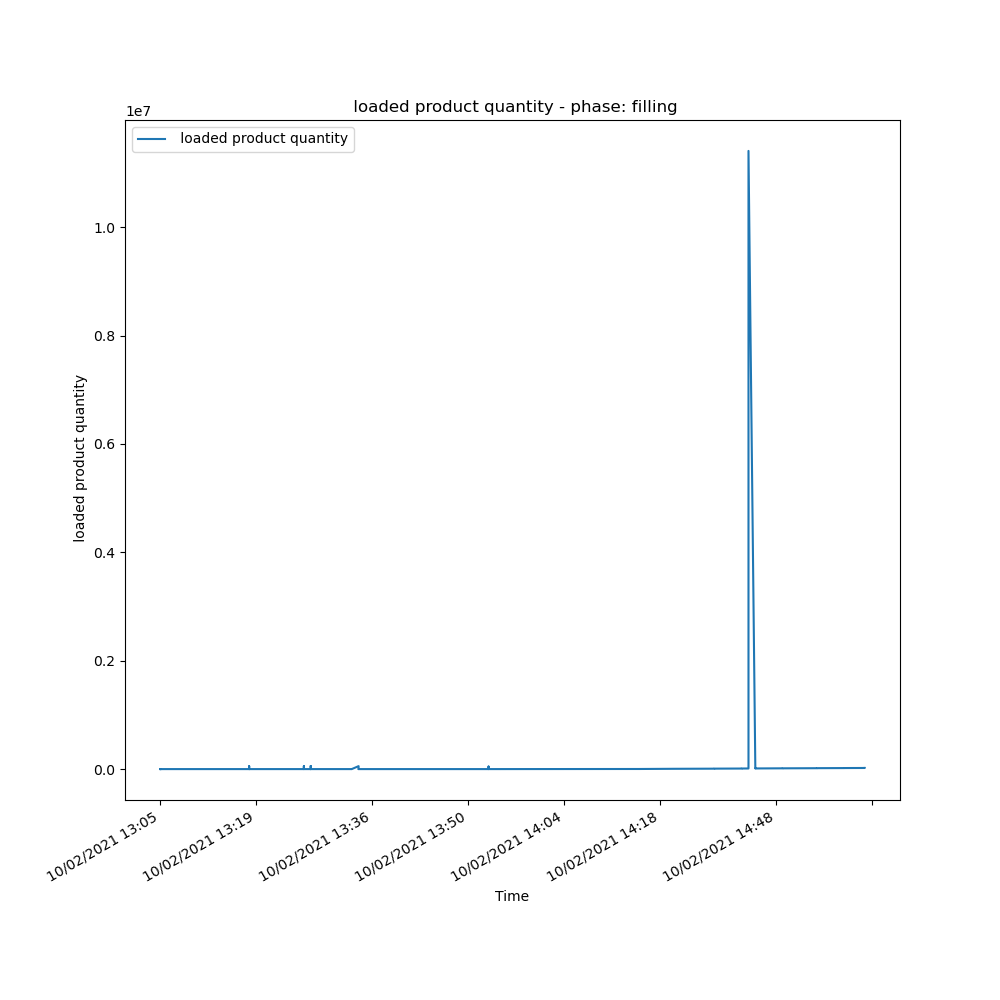 loaded product quantity - phase: filling
1e7
loaded product quantity
1.0
0.8
0.6
0.4
0.2
0.0
loaded product quantity
10/02/2021 13:05
10/02/2021 13:19
10/02/2021 13:36
10/02/2021 13:50
10/02/2021 14:04
10/02/2021 14:18
10/02/2021 14:48
Time